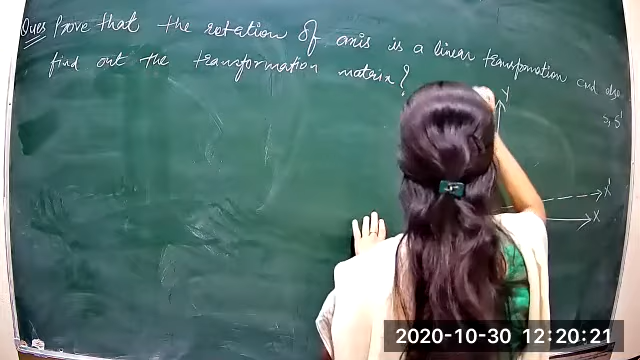 Ques Prove that the rotation of axis is a linear transformation and also
find out the transformation matrix?
S, S'
Y
X'
X
2020-10-30 12:20:21